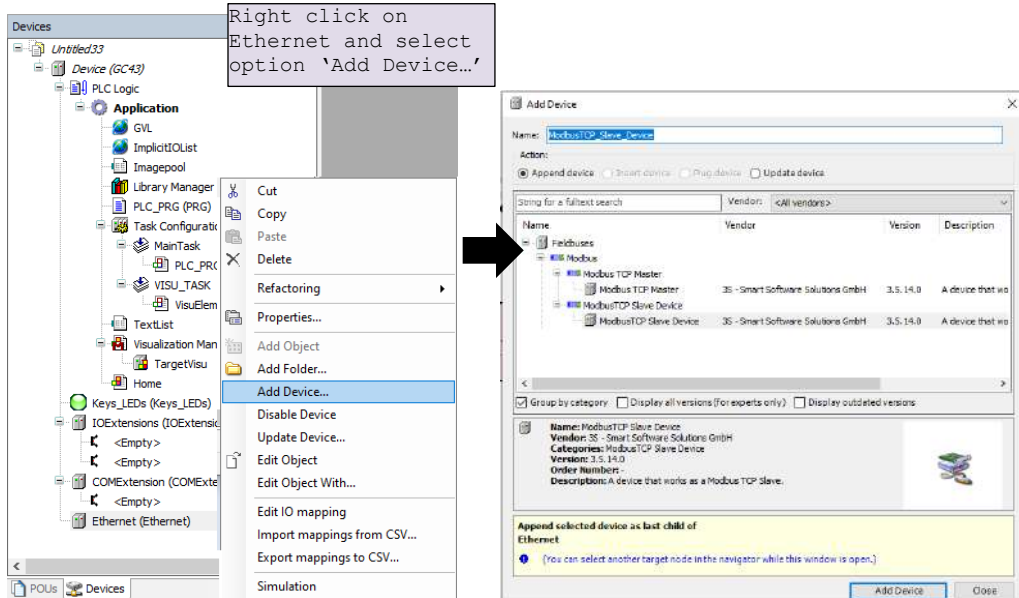 Right click on
Ethernet and select
option ‘Add Device…’
Devices
Untitled33
Device (GC43)
PLC Logic
Application
GVL
ImplicitIOList
Imagepool
Library Manager
PLC_PRG (PRG)
Task Configuratic
MainTask
PLC_PRG
VISU_TASK
VisuElem
TextList
Visualization Man
TargetVisu
Home
Keys_LEDs (Keys_LEDs)
IOExtensions (IOExtensic
<Empty>
<Empty>
COMExtension (COMExte
<Empty>
Ethernet (Ethernet)
POUs
Devices
Cut
Copy
Paste
Delete
Refactoring
Properties...
Add Object
Add Folder...
Add Device...
Disable Device
Update Device...
Edit Object
Edit Object With...
Edit IO mapping
Import mappings from CSV...
Export mappings to CSV...
Simulation
Add Device
Name: ModbusTCP_Slave_Device
Action:
Append device Insert device Plug device Update device
String for a fulltext search Vendor: <All vendors>
Name Vendor Version Description
Fieldbuses
Modbus
Modbus TCP Master
Modbus TCP Master 3S - Smart Software Solutions GmbH 3.5.14.0 A device that wo
ModbusTCP Slave Device
ModbusTCP Slave Device 3S - Smart Software Solutions GmbH 3.5.14.0 A device that wo
Group by category Display all versions (for experts only) Display outdated versions
Name: ModbusTCP Slave Device
Vendor: 3S - Smart Software Solutions GmbH
Categories: ModbusTCP Slave Device
Version: 3.5.14.0
Order Number: -
Description: A device that works as a Modbus TCP Slave.
Append selected device as last child of
Ethernet
(You can select another target node in the navigator while this window is open.)
Add Device Close